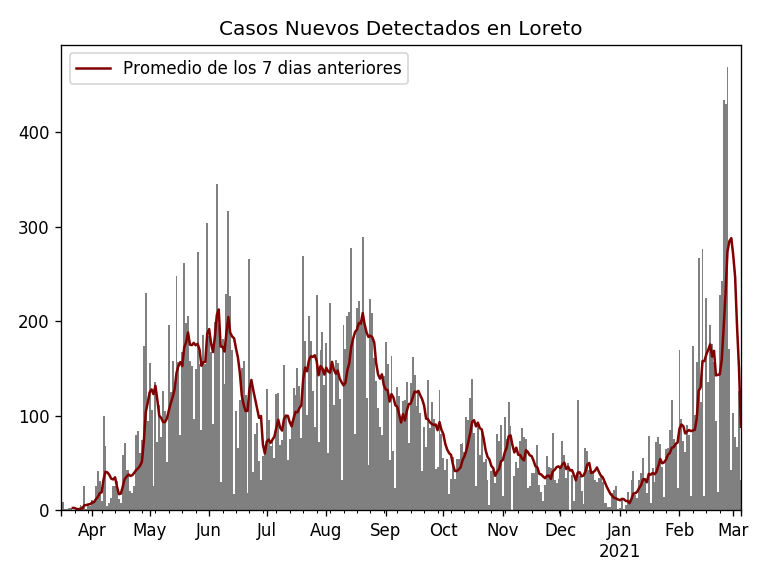 Casos Nuevos Detectados en Loreto
Promedio de los 7 dias anteriores
400
300
200
100
0
Apr May Jun Jul Aug Sep Oct Nov Dec Jan Feb Mar
2021